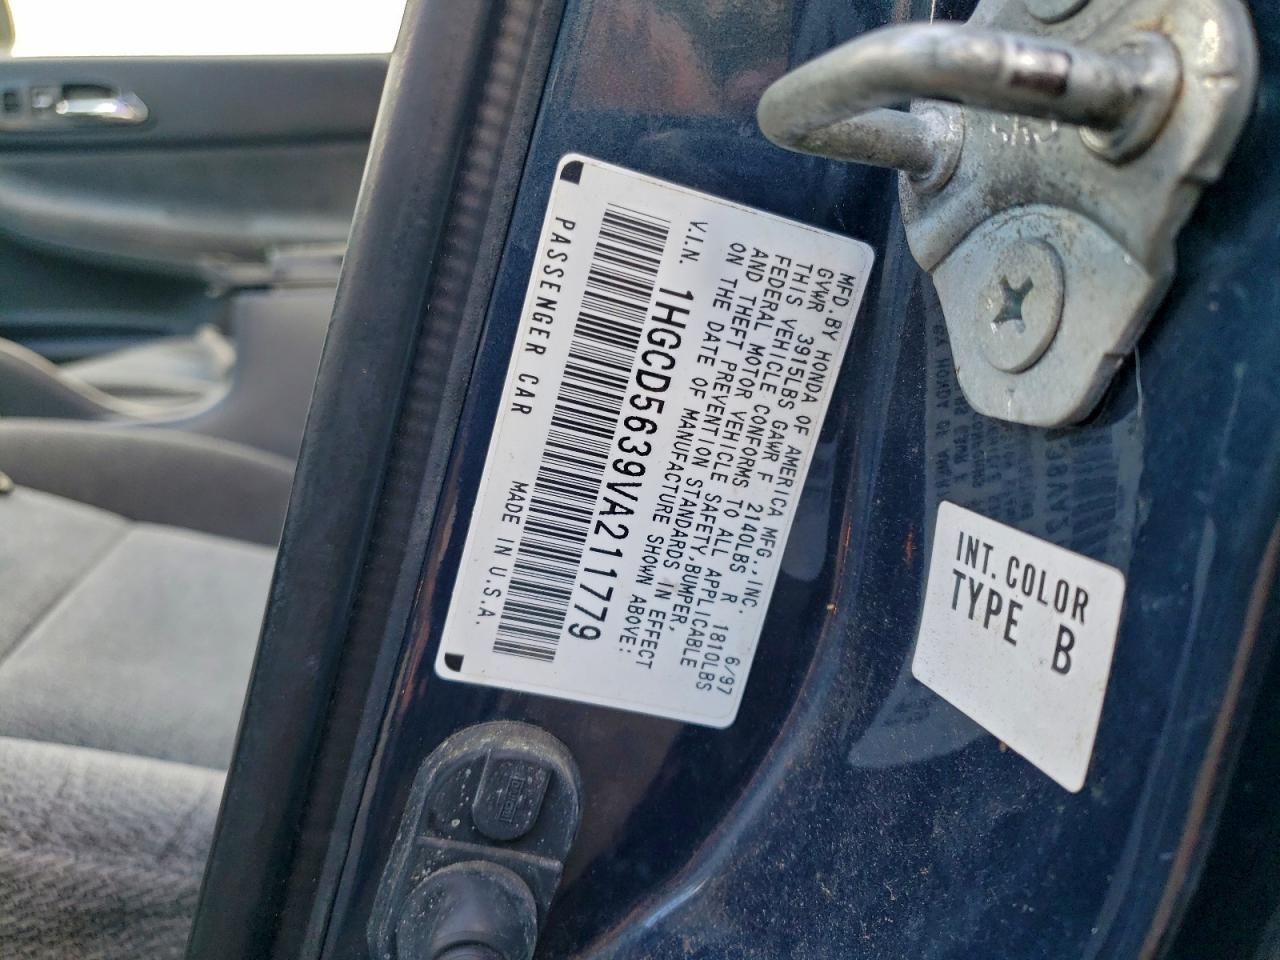 MFD.BY HONDA OF AMERICA MFG.,INC. 6/97
GVWR 3915LBS GAWR F 2140LBS R 1810LBS
THIS VEHICLE CONFORMS TO ALL APPLICABLE
FEDERAL MOTOR VEHICLE SAFETY,BUMPER,
AND THEFT PREVENTION STANDARDS IN EFFECT
ON THE DATE OF MANUFACTURE SHOWN ABOVE:
V.I.N. 1HGCD5639VA211779
PASSENGER CAR MADE IN U.S.A.
INT. COLOR
TYPE B